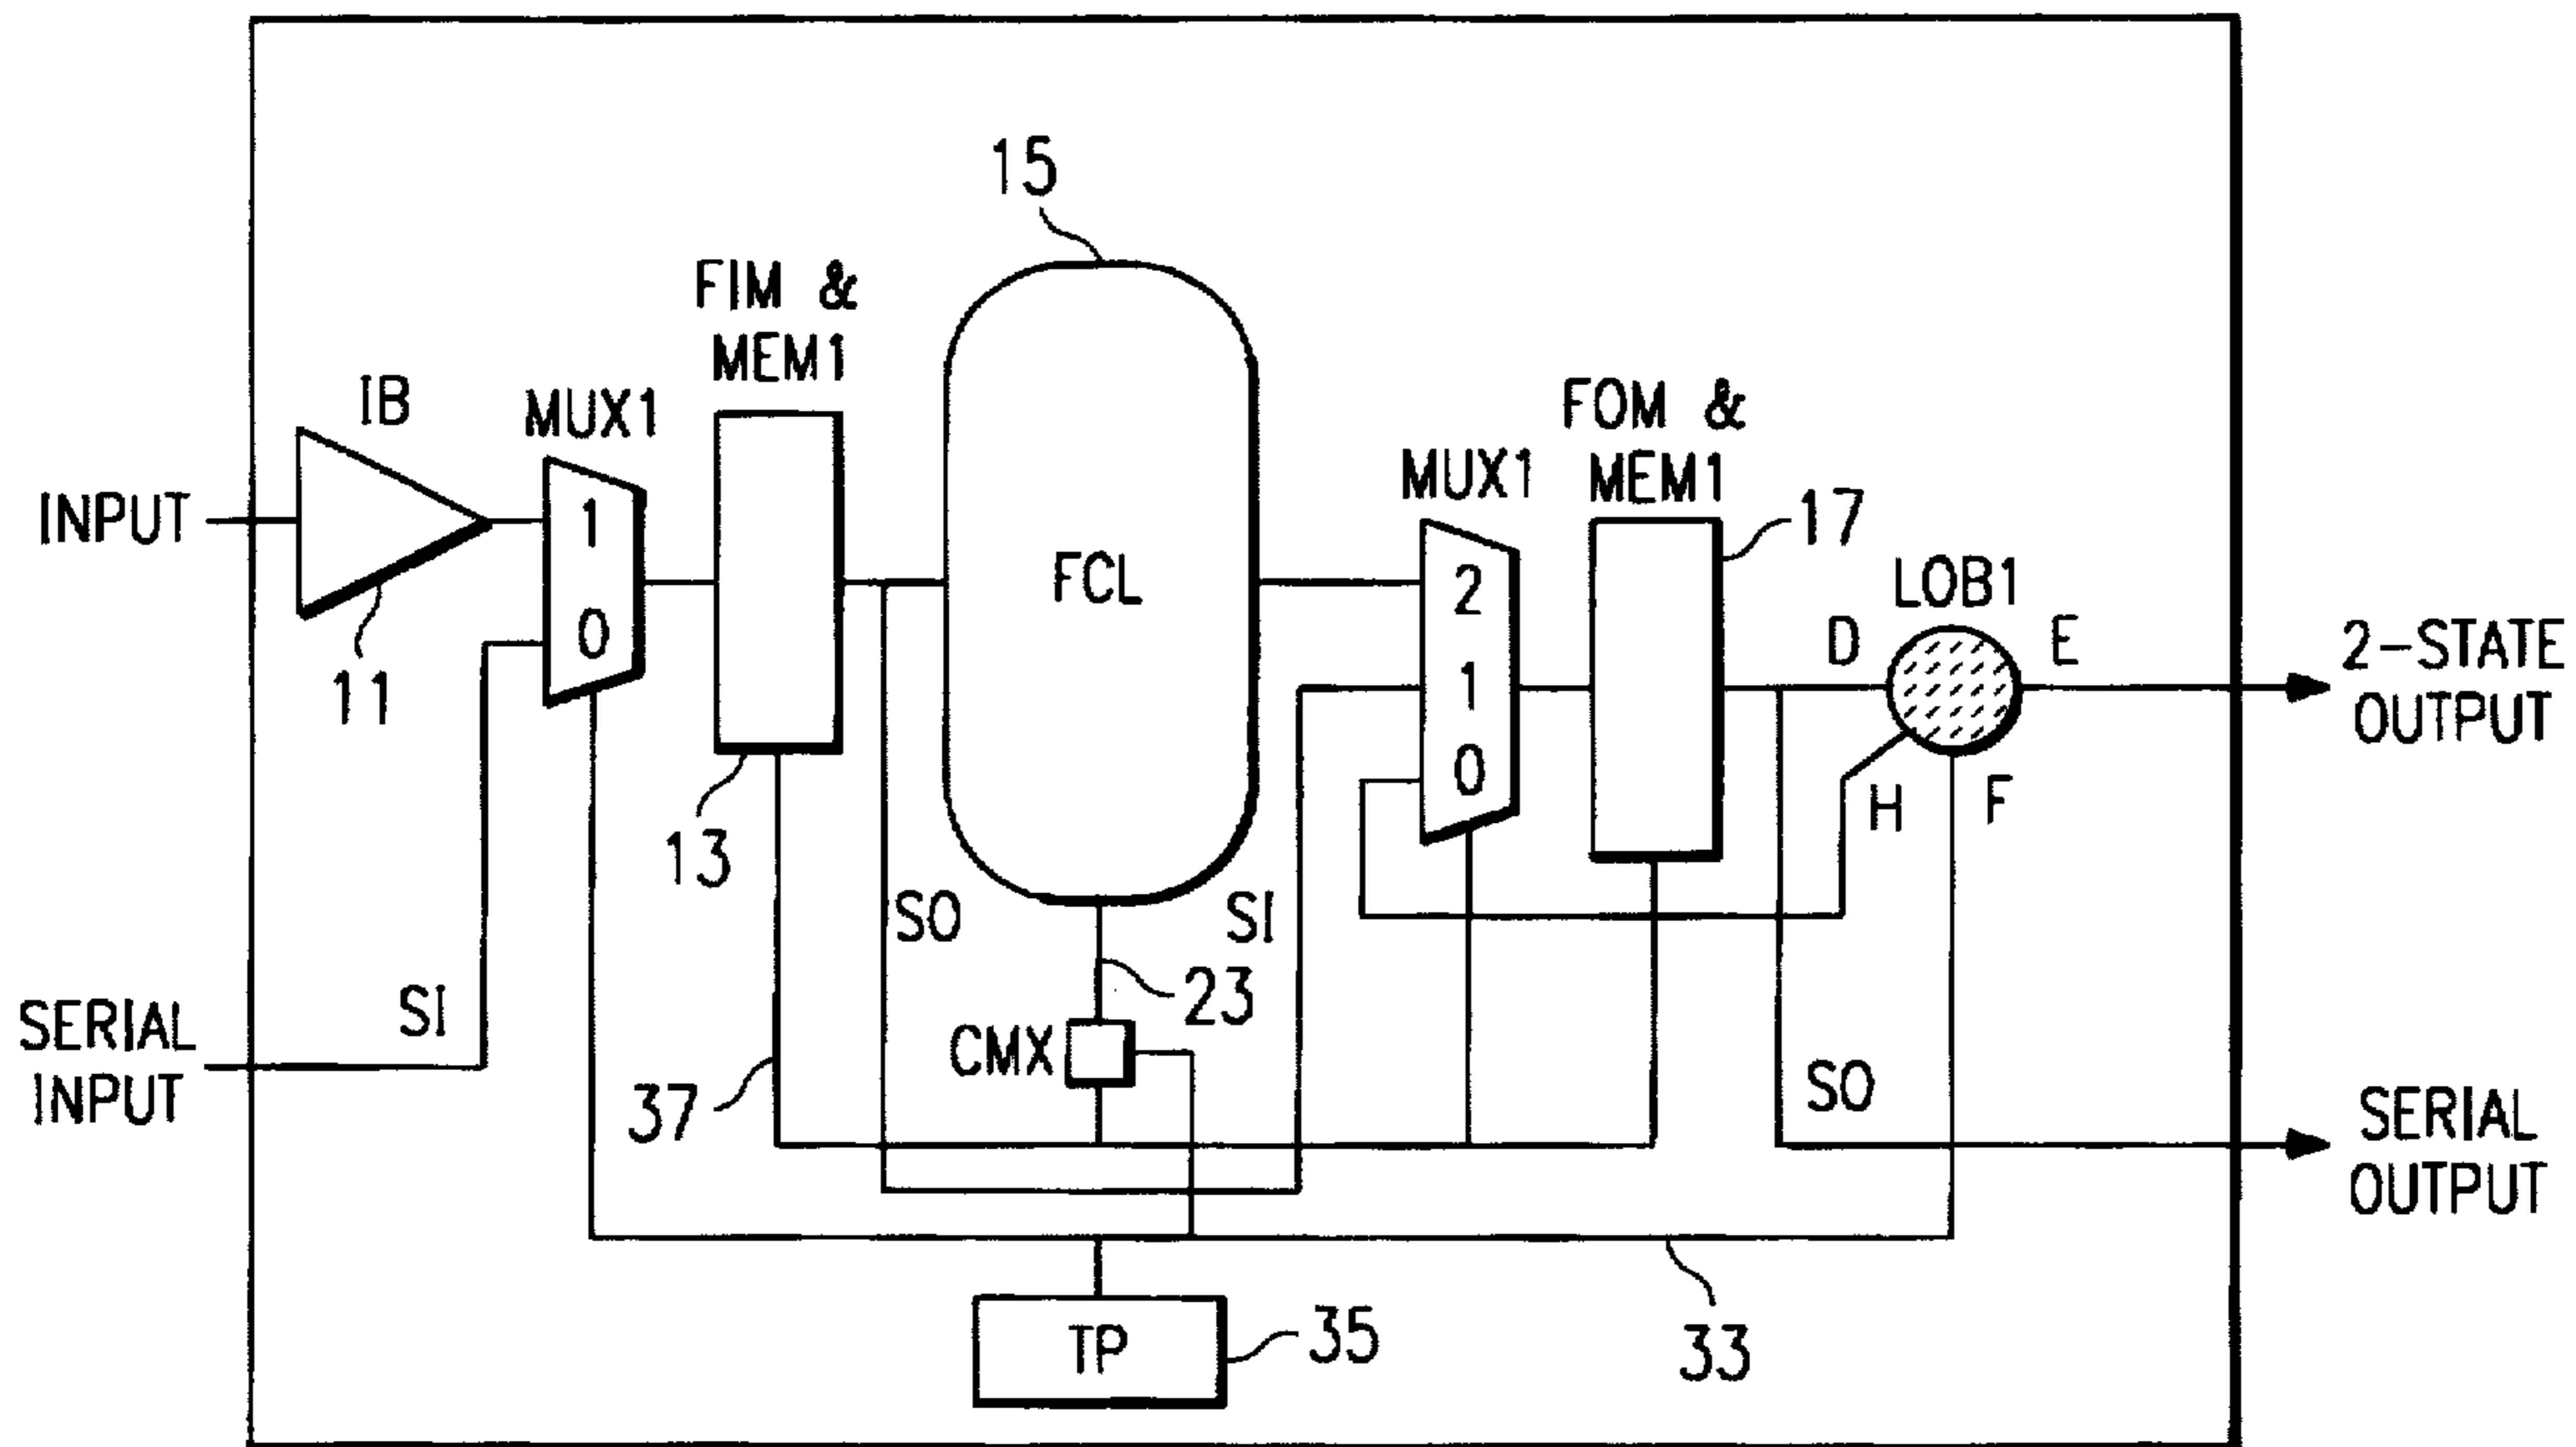 15
FIM &
MEM1
IB
MUX1
FOM &
MEM1
MUX1
17
INPUT
1
0
11
FCL
2
1
0
LOB1
D
E
2-STATE
OUTPUT
H
F
13
SO
SI
SI
23
SERIAL
INPUT
CMX
37
SO
SERIAL
OUTPUT
TP
35
33